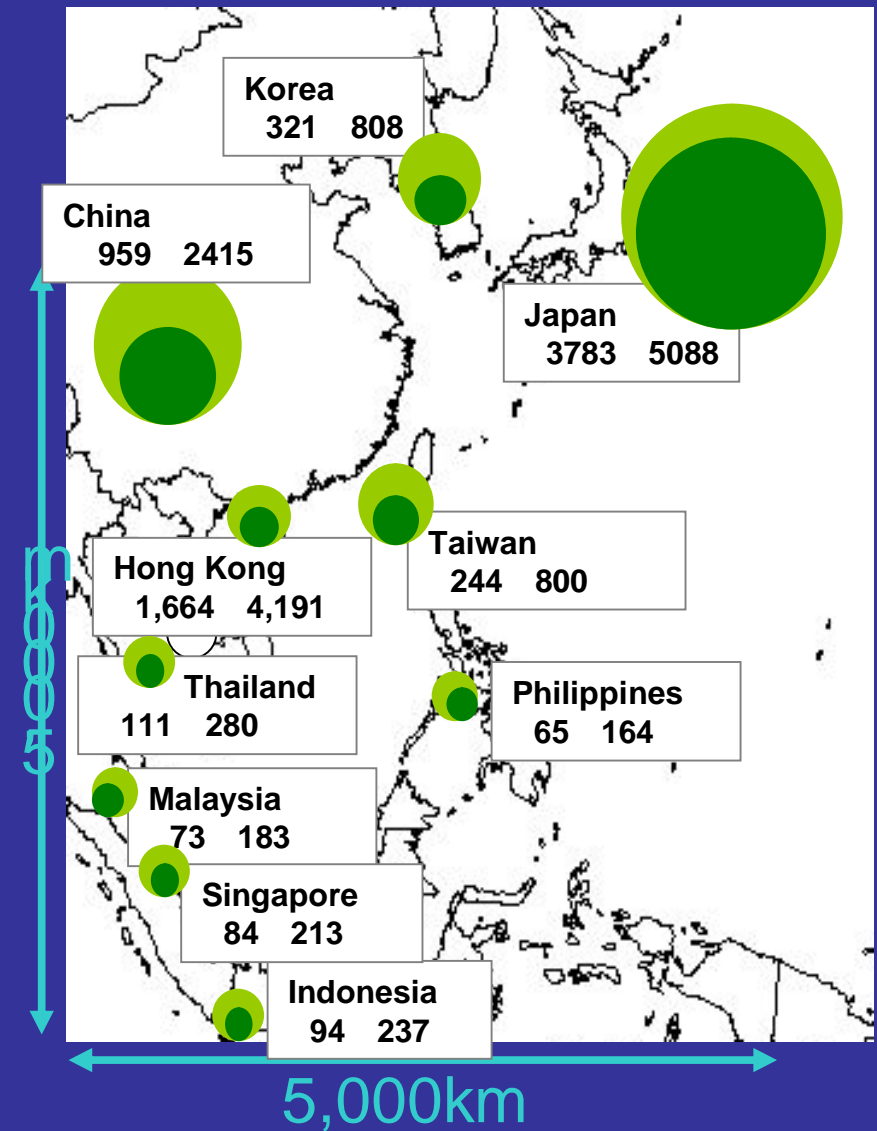 Korea
321 808
China
959 2415
Japan
3783 5088
Taiwan
244 800
Hong Kong
1,664 4,191
Thailand
111 280
Philippines
65 164
Malaysia
73 183
Singapore
84 213
Indonesia
94 237
5000km
5,000km